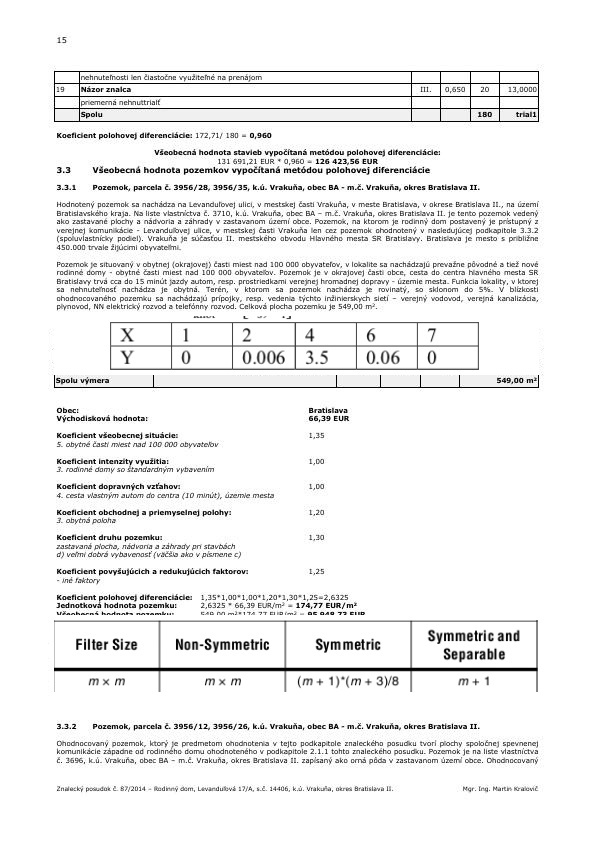 15
nehnuteľnosti len čiastočne využiteľné na prenájom
19 Názor znalca III. 0,650 20 13,0000
priemerná nehnuttrialť
Spolu 180 trial1
Koeficient polohovej diferenciácie: 172,71/ 180 = 0,960
Všeobecná hodnota stavieb vypočítaná metódou polohovej diferenciácie:
131 691,21 EUR * 0,960 = 126 423,56 EUR
3.3 Všeobecná hodnota pozemkov metódou polohovej diferenciácie
3.3.1 Pozemok, parcela č. 3956/28, 3956/35, k.ú. Vrakuňa, obec BA - m.č. Vrakuňa, okres Bratislava II.
Hodnotený pozemok sa nachádza na Levanduľovej ulici, v mestskej časti Vrakuňa, v meste Bratislava, v okrese Bratislava II., na území
Bratislavského kraja. Na liste vlastníctva č. 3710, k.ú. Vrakuňa, obec BA – m.č. Vrakuňa, okres Bratislava II. je tento pozemok vedený
ako zastavané plochy a nádvoria v zastavanom území obce. Pozemok, na ktorom je rodinný dom postavený je prístupný z
verejnej komunikácie - Levanduľovej ulice, v mestskej časti Vrakuňa len cez pozemok ohodnotený v nasledujúcej podkapitole 3.3.2
(spoluvlastnícky podiel). Vrakuňa je súčasťou II. mestského obvodu Hlavného mesta SR Bratislavy. Bratislava je mesto s približne
450.000 trvale žijúcimi obyvateľmi.
Pozemok je situovaný v obytnej (okrajovej) časti miest nad 100 000 obyvateľov, v lokalite sa nachádzajú prevažne pôvodné a tiež nové
rodinné domy - obytné časti miest nad 100 000 obyvateľov. Pozemok je v okrajovej časti obce, cesta do centra hlavného mesta SR
Bratislavy trvá cca do 15 minút jazdy autom, resp. prostriedkami verejnej hromadnej dopravy - územie mesta. Funkcia lokality, v ktorej
sa nehnuteľnosť nachádza je obytná. Terén, v ktorom sa pozemok nachádza je rovinatý, so sklonom do 5%. V blízkosti
ohodnocovaného pozemku sa nachádzajú prípojky, resp. vedenia týchto inžinierskych sietí – verejný vodovod, verejná kanalizácia,
plynovod, NN elektrický rozvod a telefónny rozvod. Celková plocha pozemku je 549,00 m².
X 1 2 4 6 7
Y 0 0.006 3.5 0.06 0
Spolu výmera 549,00 m²
Obec: Bratislava
Východisková hodnota: 66,39 EUR
Koeficient všeobecnej situácie: 1,35
5. obytné časti miest nad 100 000 obyvateľov
Koeficient intenzity využitia: 1,00
3. rodinné domy so štandardným vybavením
Koeficient dopravných vzťahov: 1,00
4. cesta vlastným autom do centra (10 minút), územie mesta
Koeficient obchodnej a priemyselnej polohy: 1,20
3. obytná poloha
Koeficient druhu pozemku: 1,30
zastavaná plocha, nádvoria a záhrady pri stavbách
d) veľmi dobrá vybavenosť (väčšia ako v písmene c)
Koeficient povyšujúcich a redukujúcich faktorov: 1,25
- iné faktory
Koeficient polohovej diferenciácie: 1,35*1,00*1,00*1,20*1,30*1,25=2,6325
Jednotková hodnota pozemku: 2,6325 * 66,39 EUR/m² = 174,77 EUR/m²
Všeobecná hodnota pozemku: 549,00 m²*174,77 EUR/m² = 95 948,73 EUR
Filter Size Non-Symmetric Symmetric Symmetric and
Separable
m × m m × m (m + 1)*(m + 3)/8 m + 1
3.3.2 Pozemok, parcela č. 3956/12, 3956/26, k.ú. Vrakuňa, obec BA - m.č. Vrakuňa, okres Bratislava II.
Ohodnocovaný pozemok, ktorý je predmetom ohodnotenia v tejto podkapitole znaleckého posudku tvorí plochy spoločnej spevnenej
komunikácie západne od rodinného domu ohodnoteného v podkapitole 2.1.1 tohto znaleckého posudku. Pozemok je na liste vlastníctva
č. 3696, k.ú. Vrakuňa, obec BA – m.č. Vrakuňa, okres Bratislava II. zapísaný ako orná pôda v zastavanom území obce. Ohodnocovaný
Znalecký posudok č. 87/2014 – Rodinný dom, Levanduľová 17/A, s.č. 14406, k.ú. Vrakuňa, okres Bratislava II. Mgr. Ing. Martin Kralovič